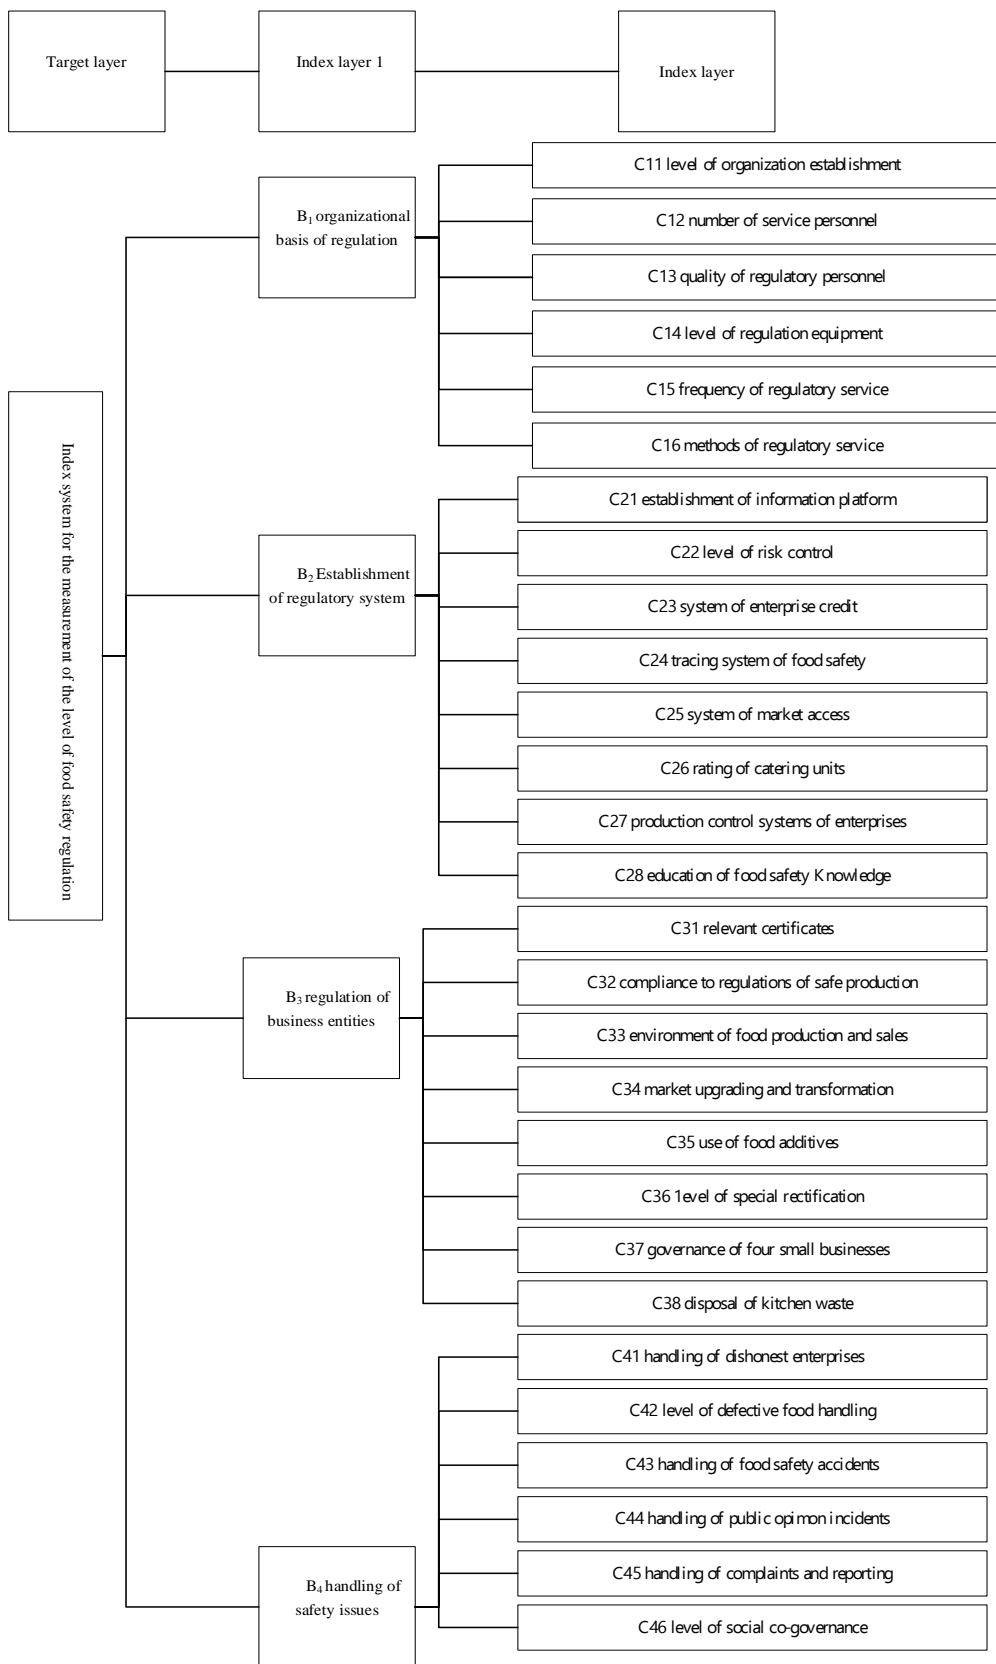 Target layer
Index layer 1
Index layer
Index system for the measurement of the level of food safety regulation
B₁ organizational
basis of regulation
C11 level of organization establishment
C12 number of service personnel
C13 quality of regulatory personnel
C14 level of regulation equipment
C15 frequency of regulatory service
C16 methods of regulatory service
B₂ Establishment
of regulatory system
C21 establishment of information platform
C22 level of risk control
C23 system of enterprise credit
C24 tracing system of food safety
C25 system of market access
C26 rating of catering units
C27 production control systems of enterprises
C28 education of food safety Knowledge
B₃ regulation of
business entities
C31 relevant certificates
C32 compliance to regulations of safe production
C33 environment of food production and sales
C34 market upgrading and transformation
C35 use of food additives
C36 1evel of special rectification
C37 governance of four small businesses
C38 disposal of kitchen waste
B₄ handling of
safety issues
C41 handling of dishonest enterprises
C42 level of defective food handling
C43 handling of food safety accidents
C44 handling of public opimon incidents
C45 handling of complaints and reporting
C46 level of social co-governance